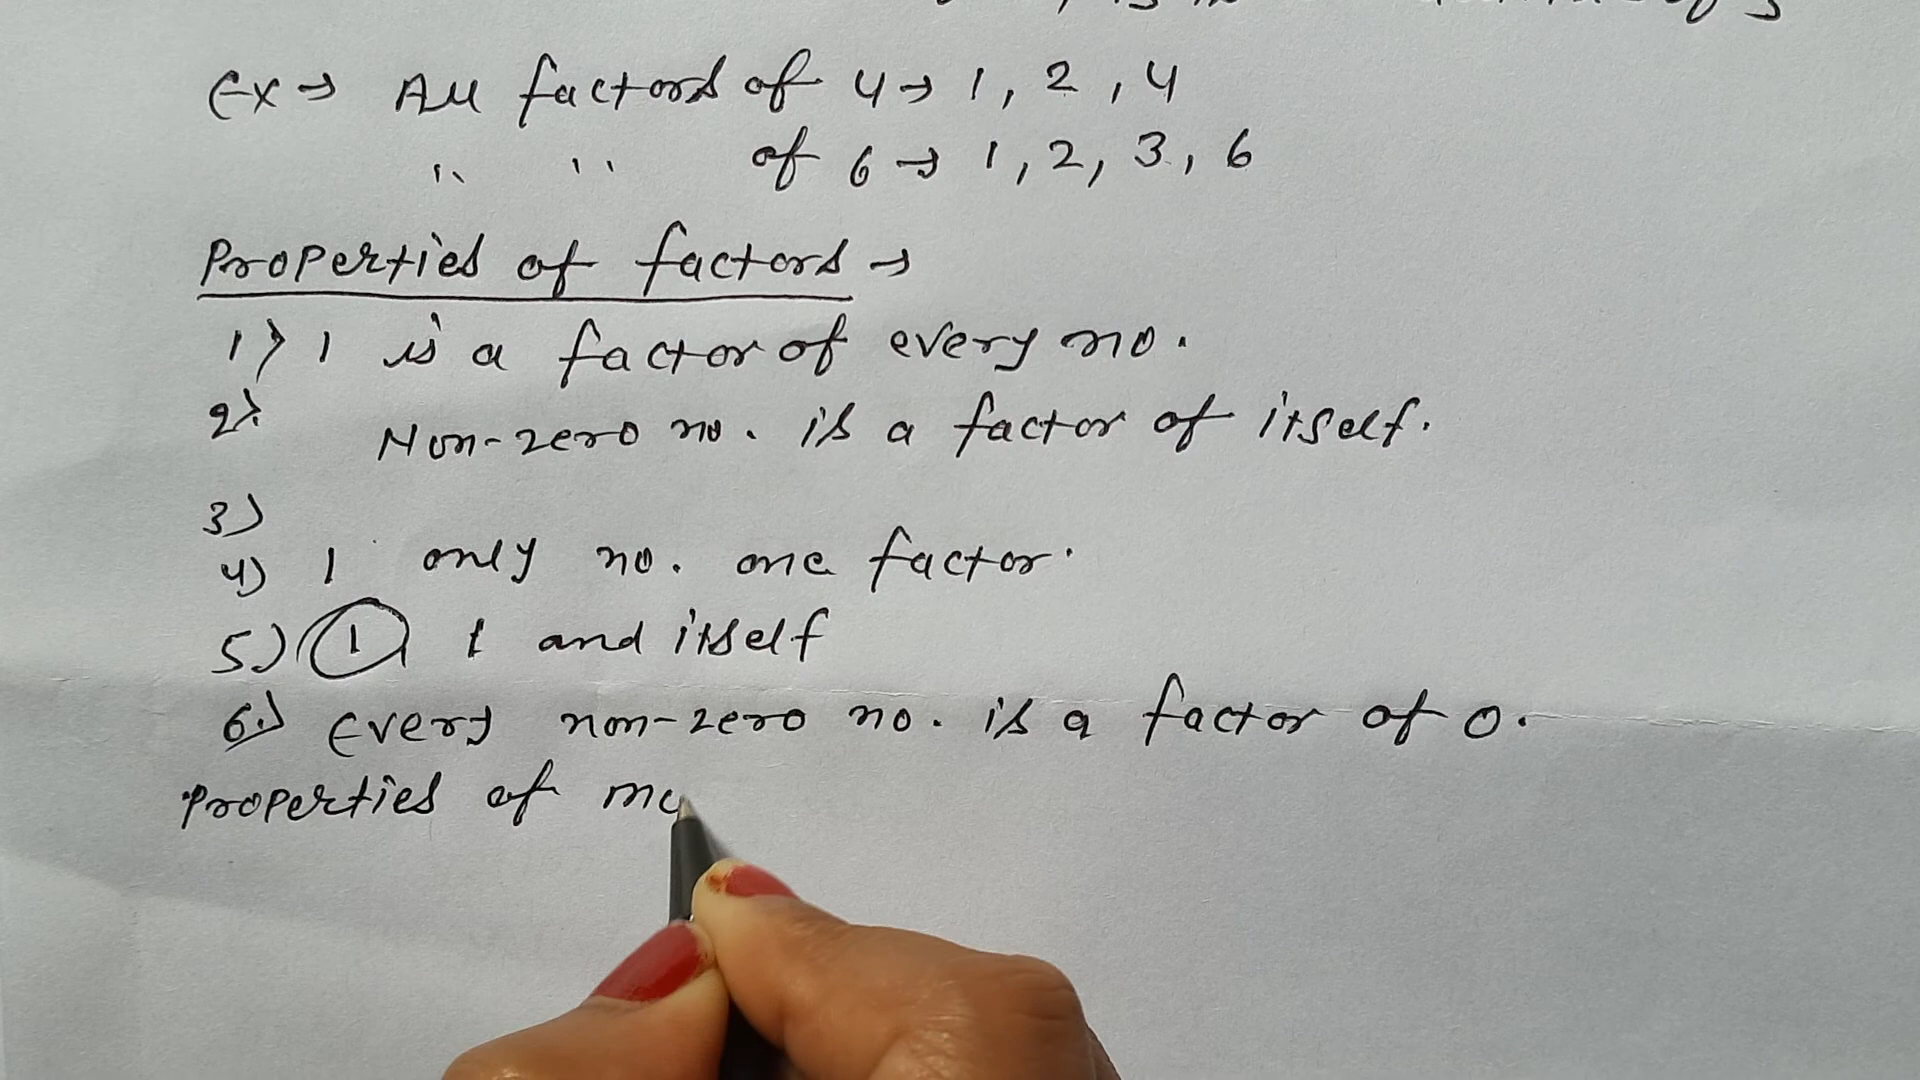 Ex → All factors of 4 → 1, 2, 4
" " of 6 → 1, 2, 3, 6
Properties of factors →
1) 1 is a factor of every no.
2) Non-zero no. is a factor of itself.
3)
4) 1 only no. one factor.
5) 1 1 and itself
6.) Every non-zero no. is a factor of 0.
Properties of